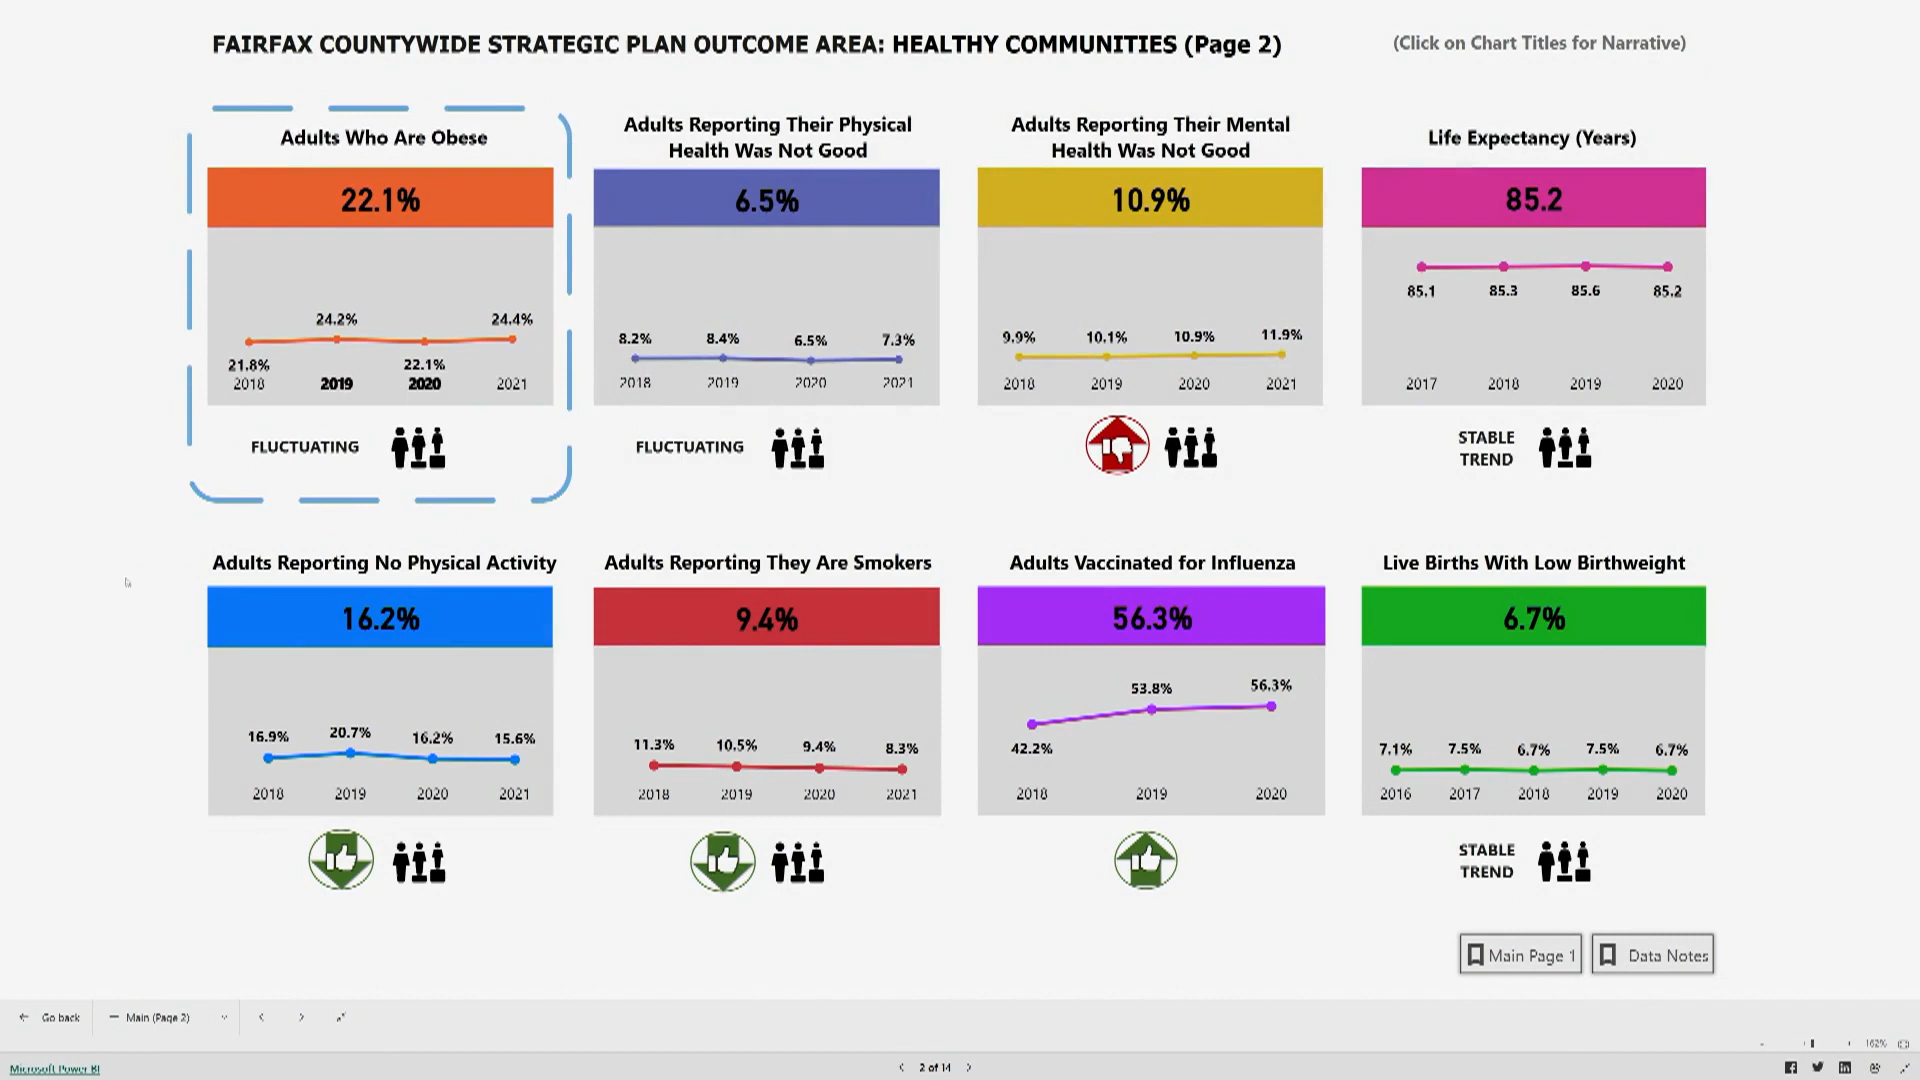 FAIRFAX COUNTYWIDE STRATEGIC PLAN OUTCOME AREA: HEALTHY COMMUNITIES (Page 2)
(Click on Chart Titles for Narrative)
Adults Who Are Obese
22.1%
24.2%
24.4%
21.8%
22.1%
2018 2019 2020 2021
FLUCTUATING
Adults Reporting Their Physical
Health Was Not Good
6.5%
8.2% 8.4% 6.5% 7.3%
2018 2019 2020 2021
FLUCTUATING
Adults Reporting Their Mental
Health Was Not Good
10.9%
9.9% 10.1% 10.9% 11.9%
2018 2019 2020 2021
Life Expectancy (Years)
85.2
85.1 85.3 85.6 85.2
2017 2018 2019 2020
STABLE
TREND
Adults Reporting No Physical Activity
16.2%
16.9% 20.7% 16.2% 15.6%
2018 2019 2020 2021
Adults Reporting They Are Smokers
9.4%
11.3% 10.5% 9.4% 8.3%
2018 2019 2020 2021
Adults Vaccinated for Influenza
56.3%
53.8% 56.3%
42.2%
2018 2019 2020
Live Births With Low Birthweight
6.7%
7.1% 7.5% 6.7% 7.5% 6.7%
2016 2017 2018 2019 2020
STABLE
TREND
Main Page 1
Data Notes
Go back
Main (Page 2)
162%
Microsoft Power BI
2 of 14